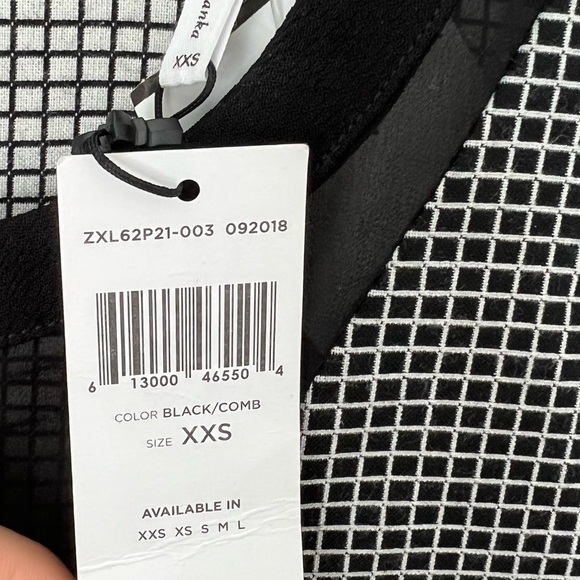 anka
XXS
ZXL62P21-003 092018
6 13000 46550 4
COLOR BLACK/COMB
SIZE XXS
AVAILABLE IN
XXS XS S M L